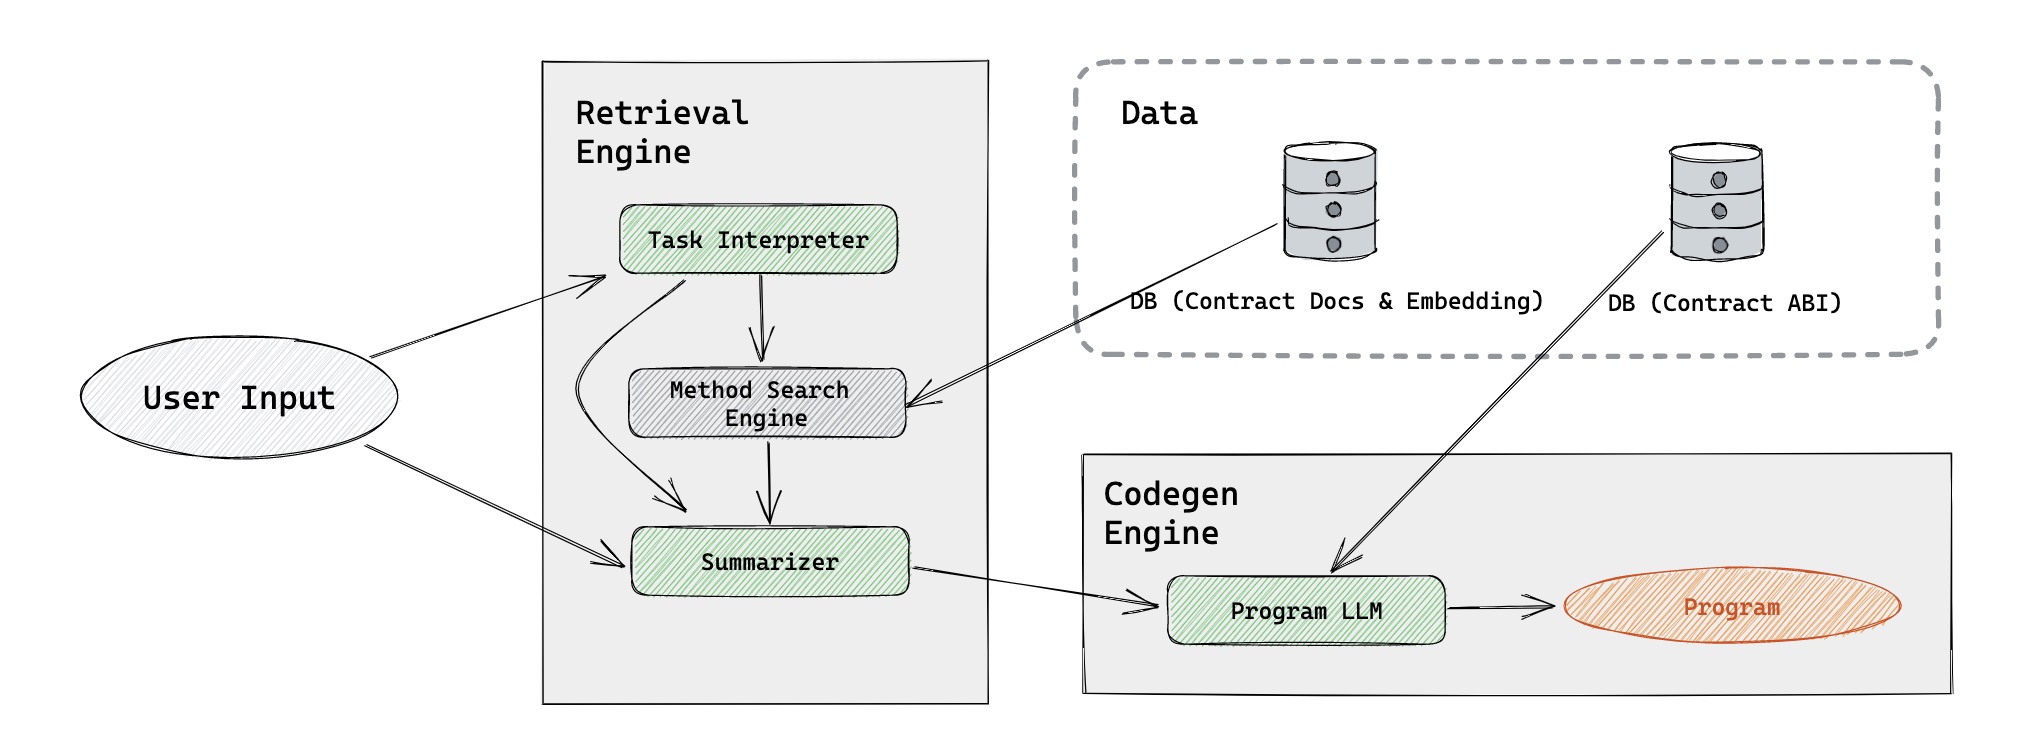 User Input
Retrieval
Engine
Task Interpreter
Method Search
Engine
Summarizer
Data
DB (Contract Docs & Embedding)
DB (Contract ABI)
Codegen
Engine
Program LLM
Program